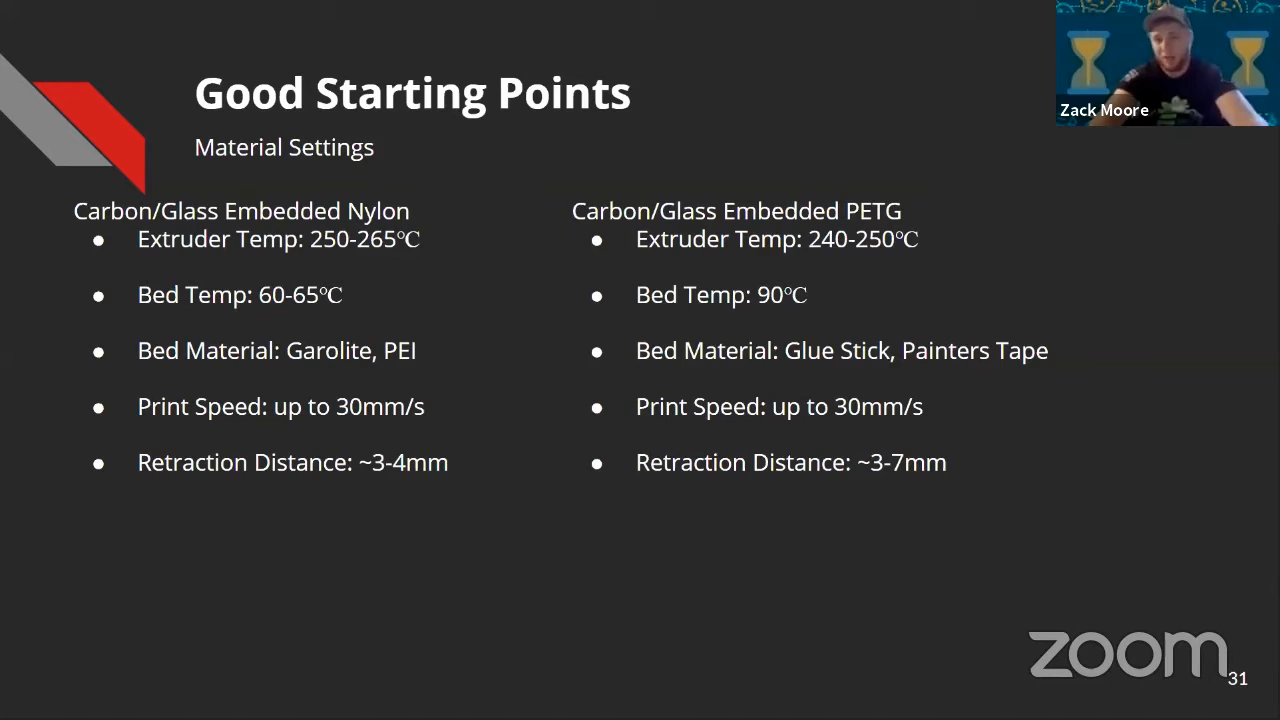 Good Starting Points
Material Settings
Zack Moore
Carbon/Glass Embedded Nylon
● Extruder Temp: 250-265℃
● Bed Temp: 60-65℃
● Bed Material: Garolite, PEI
● Print Speed: up to 30mm/s
● Retraction Distance: ~3-4mm
Carbon/Glass Embedded PETG
● Extruder Temp: 240-250℃
● Bed Temp: 90℃
● Bed Material: Glue Stick, Painters Tape
● Print Speed: up to 30mm/s
● Retraction Distance: ~3-7mm
zoom
31